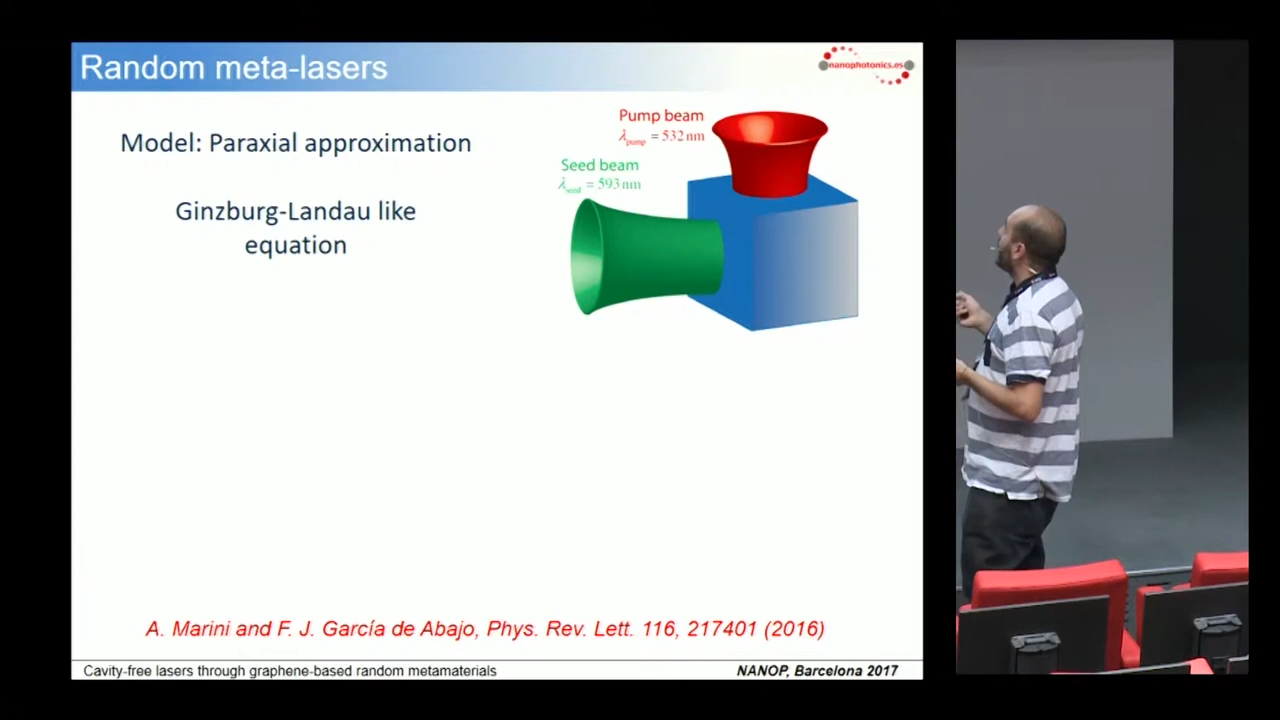 Random meta-lasers
nanophotonics.es
Model: Paraxial approximation
Ginzburg-Landau like
equation
Pump beam
λpump = 532 nm
Seed beam
λseed = 593 nm
A. Marini and F. J. García de Abajo, Phys. Rev. Lett. 116, 217401 (2016)
Cavity-free lasers through graphene-based random metamaterials
NANOP, Barcelona 2017